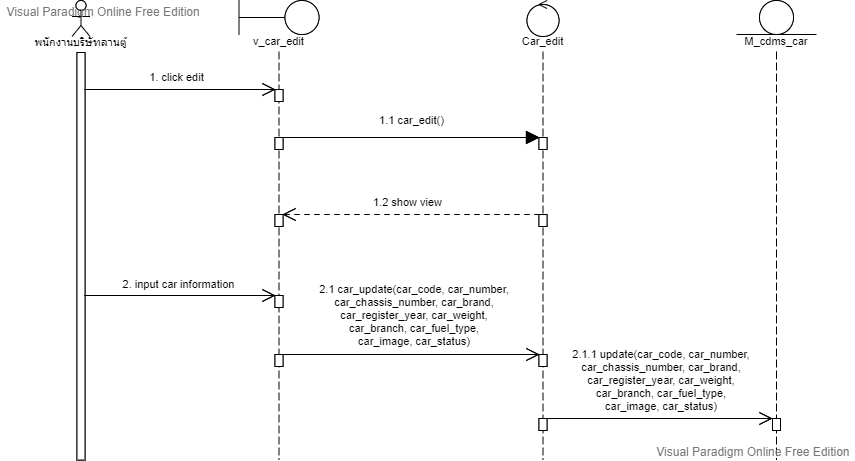 Visual Paradigm Online Free Edition
พนักงานบริษัทลานตู้
v_car_edit
Car_edit
M_cdms_car
1. click edit
1.1 car_edit()
1.2 show view
2. input car information
2.1 car_update(car_code, car_number,
car_chassis_number, car_brand,
car_register_year, car_weight,
car_branch, car_fuel_type,
car_image, car_status)
2.1.1 update(car_code, car_number,
car_chassis_number, car_brand,
car_register_year, car_weight,
car_branch, car_fuel_type,
car_image, car_status)
Visual Paradigm Online Free Edition